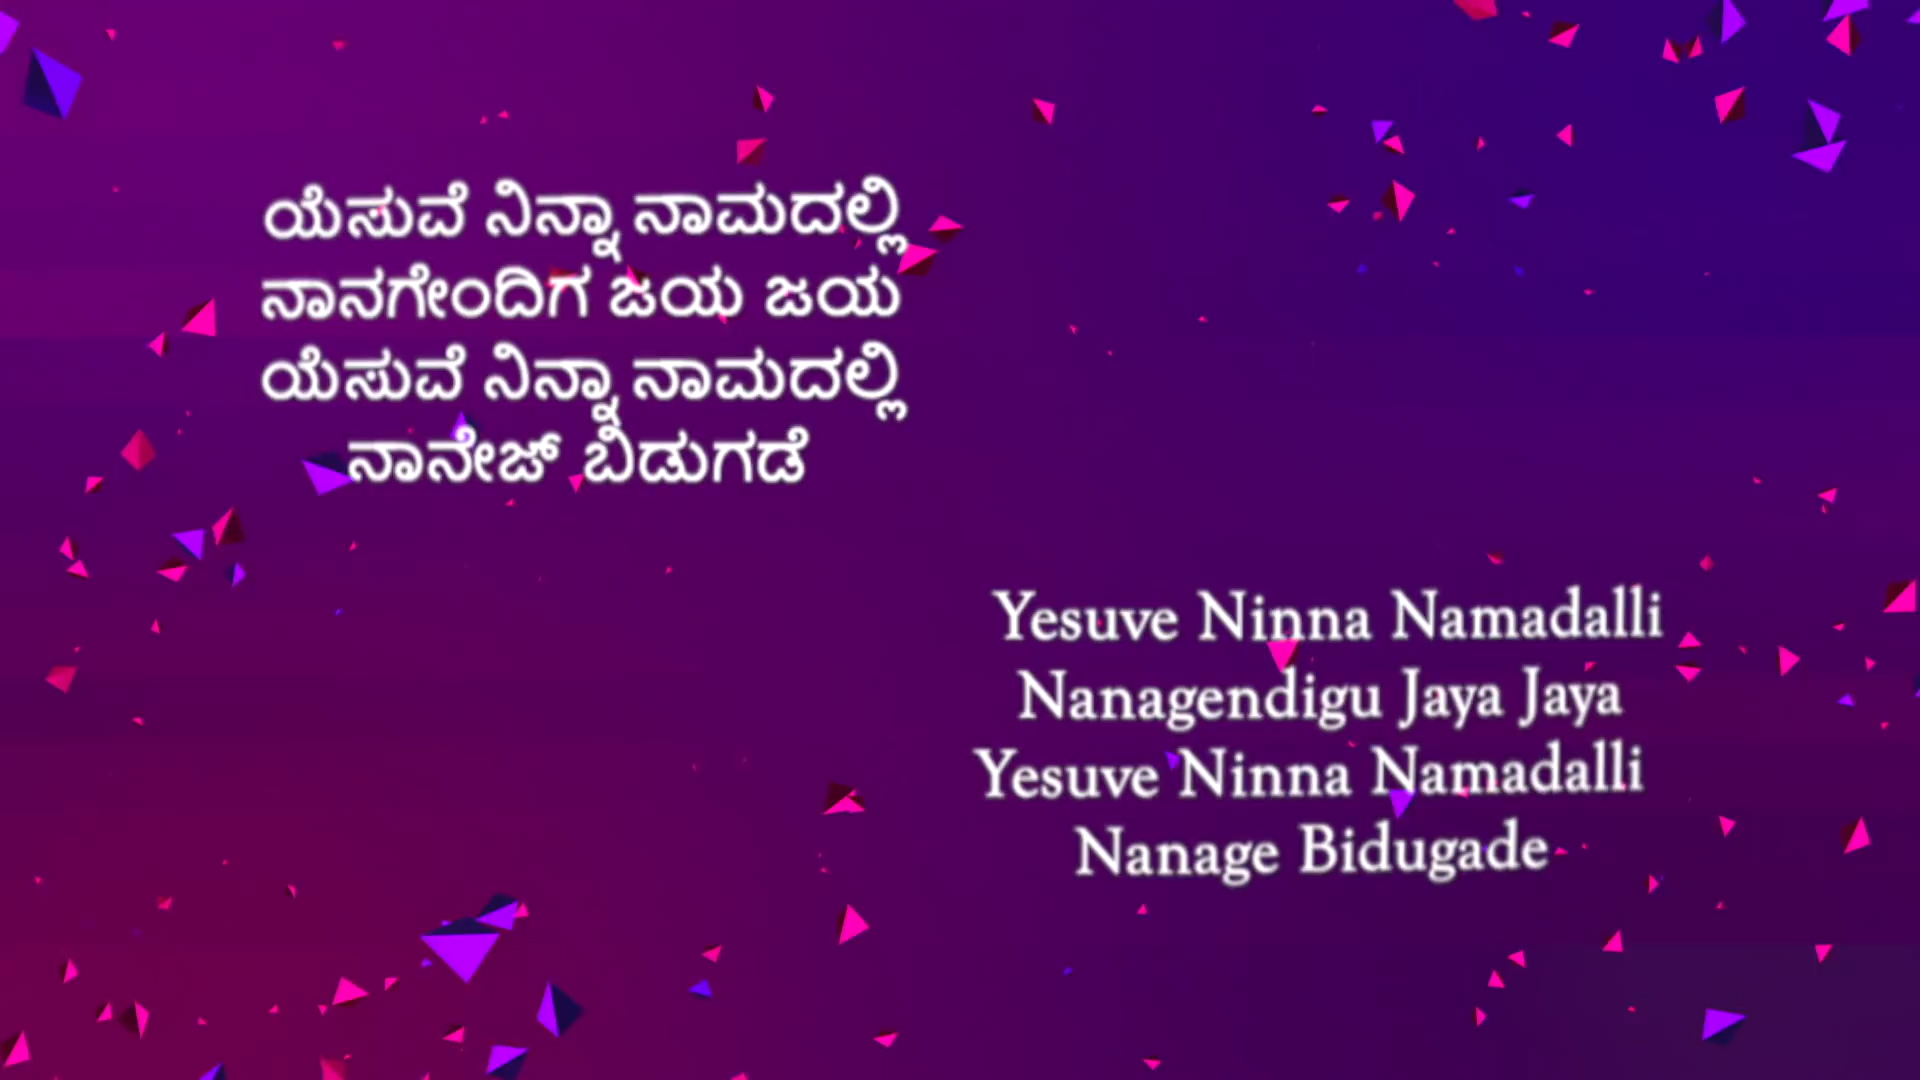 ಯೆಸುವೆ ನಿನ್ನಾ ನಾಮದಲ್ಲಿ
ನಾನಗೇಂದಿಗ ಜಯ ಜಯ
ಯೆಸುವೆ ನಿನ್ನಾ ನಾಮದಲ್ಲಿ
ನಾನೇಜ್ ಬಿಡುಗಡೆ
Yesuve Ninna Namadalli
Nanagendigu Jaya Jaya
Yesuve Ninna Namadalli
Nanage Bidugade